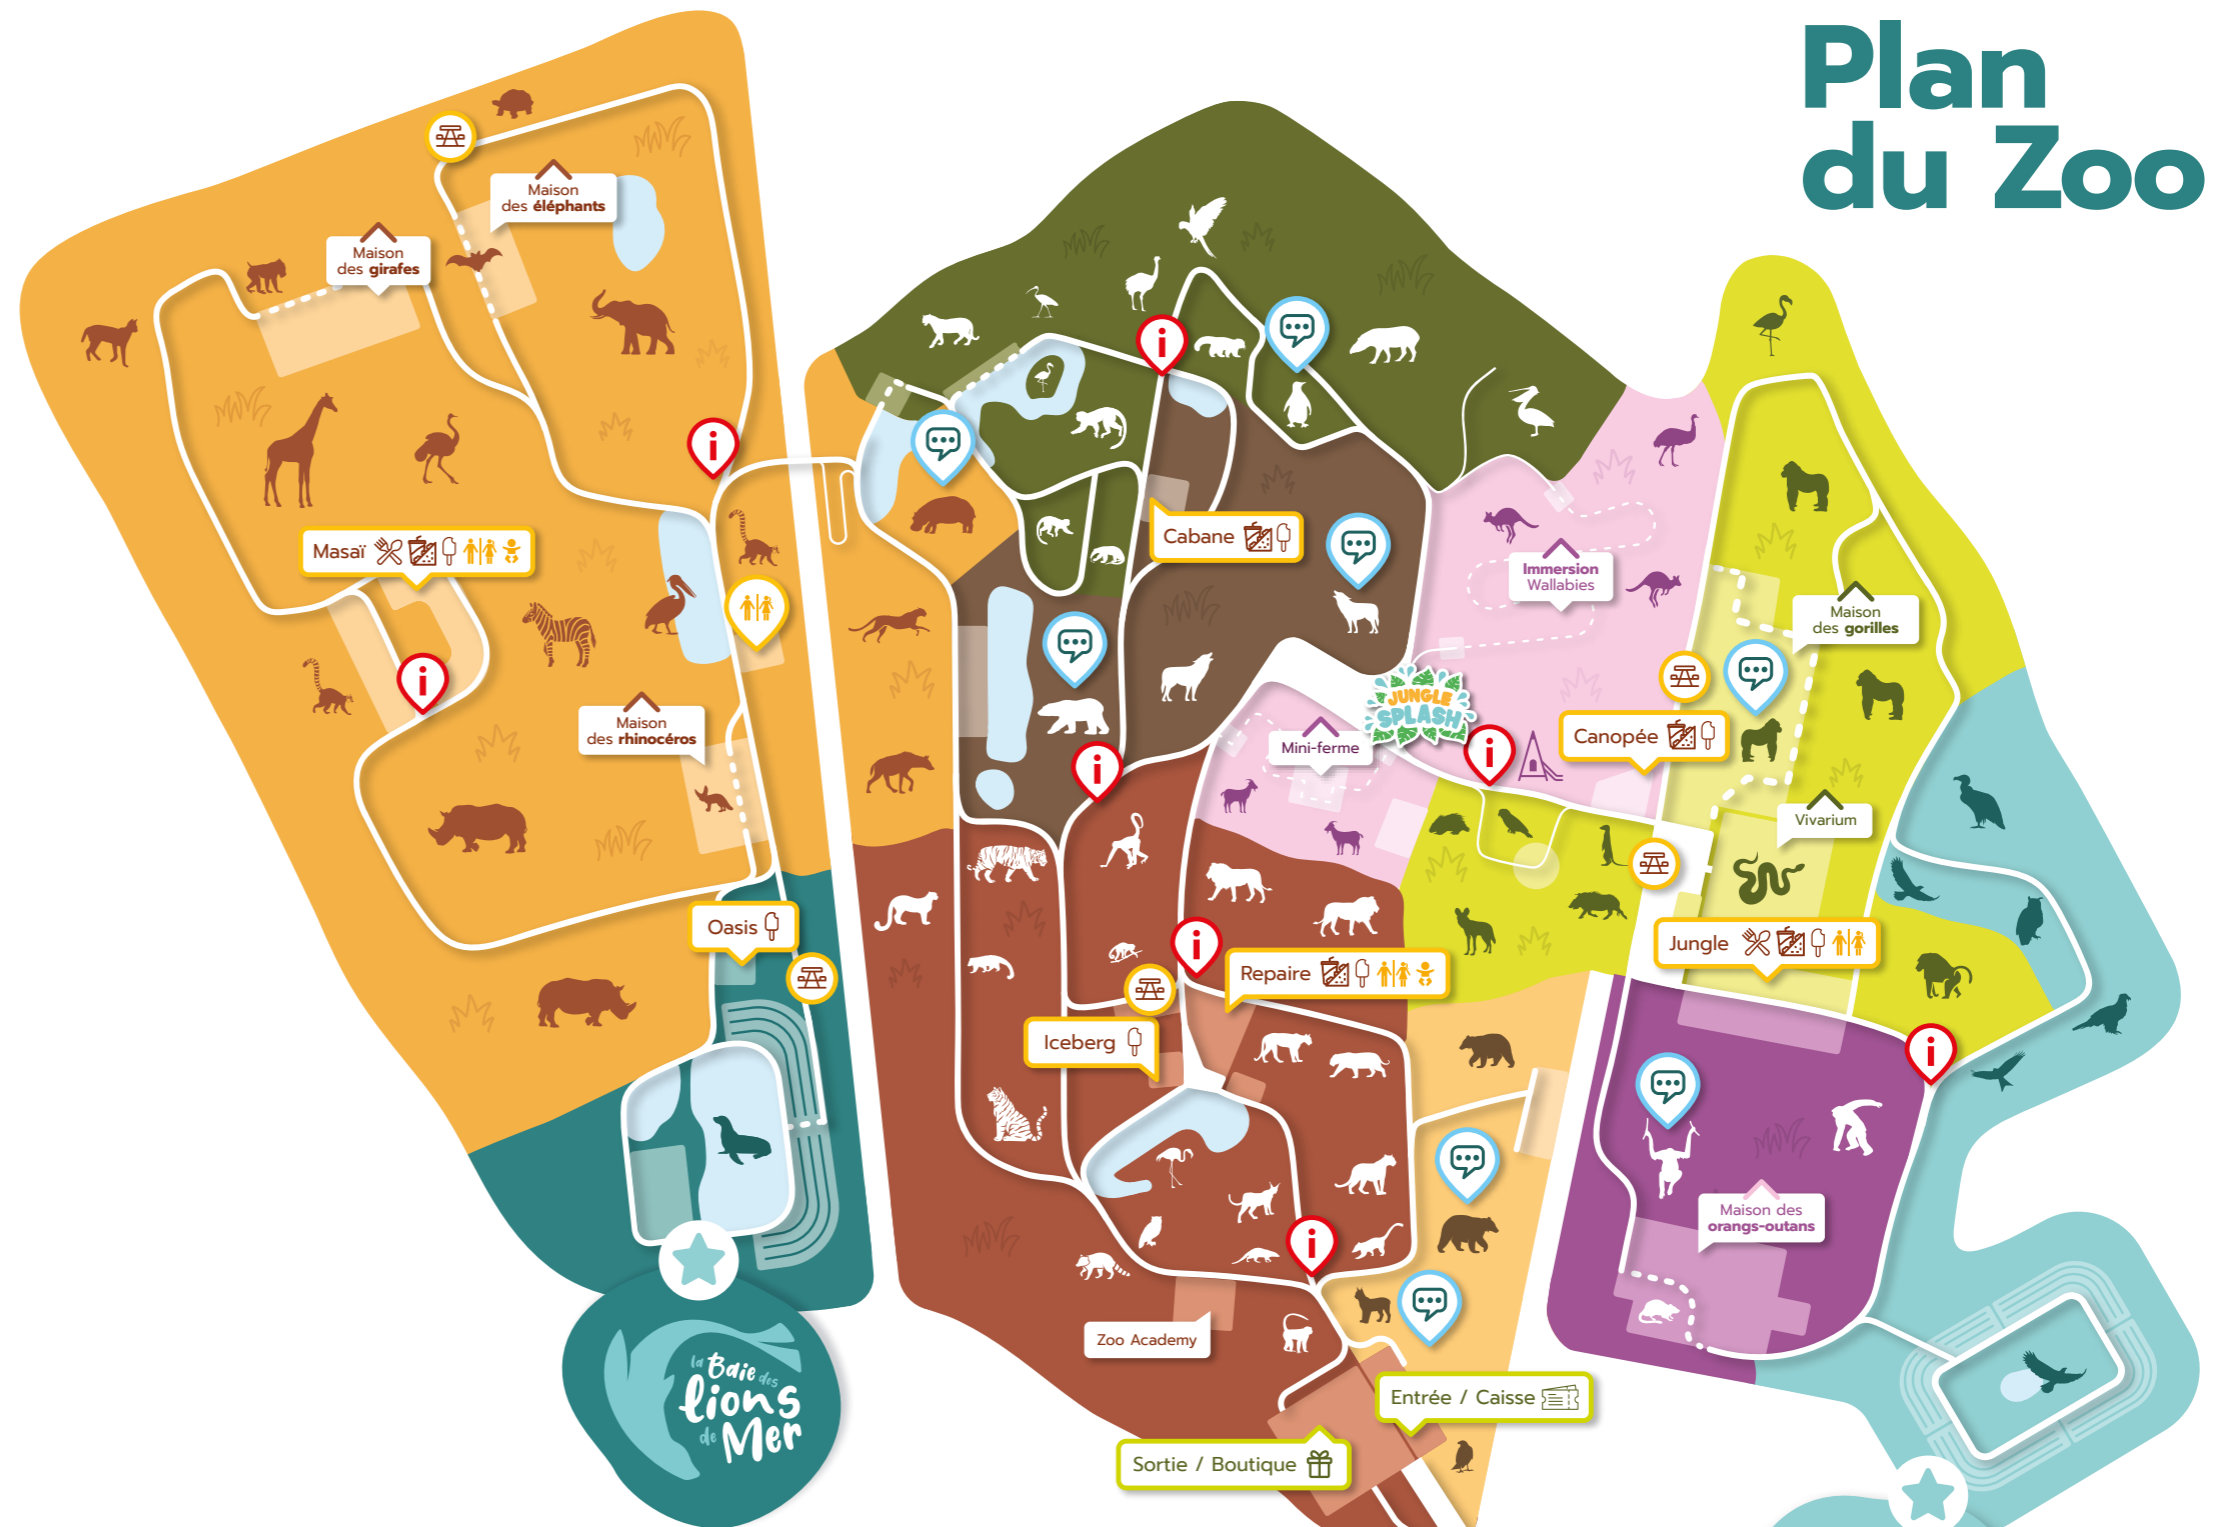 Plan
du Zoo
Maison
des éléphants
Maison
des girafes
Masaï
Cabane
Immersion
Wallabies
Maison
des gorilles
JUNGLE
SPLASH
Maison
des rhinocéros
Mini-ferme
Canopée
Vivarium
Oasis
Jungle
Repaire
Iceberg
Maison des
orangs-outans
Zoo Academy
Entrée / Caisse
Sortie / Boutique
la Baie des
lions
de Mer
i
i
i
i
i
i
i
i